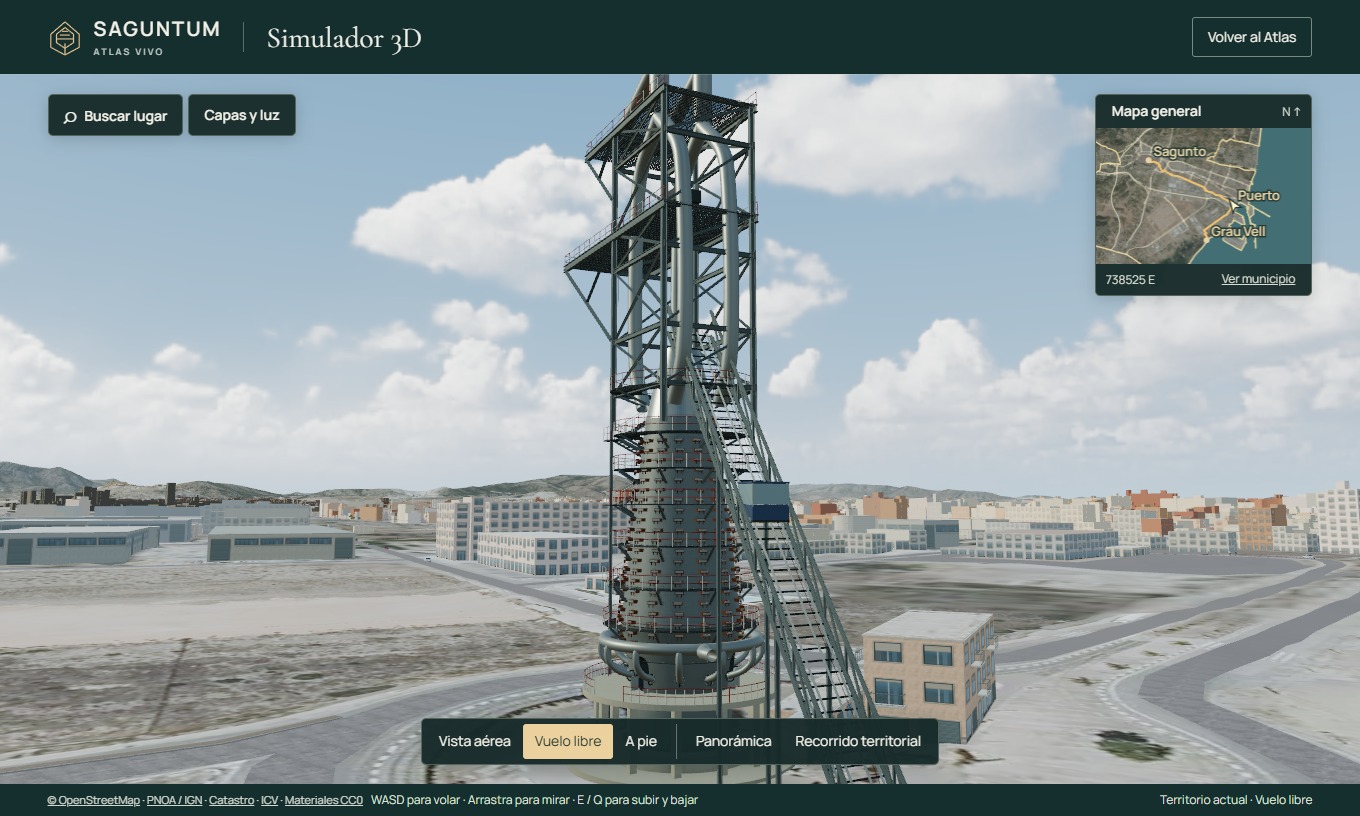 SAGUNTUM
ATLAS VIVO
Simulador 3D
Volver al Atlas
Buscar lugar
Capas y luz
Mapa general
N ↑
Sagunto
Puerto
Grau Vell
738525 E
Ver municipio
Vista aérea
Vuelo libre
A pie
Panorámica
Recorrido territorial
© OpenStreetMap · PNOA / IGN · Catastro · ICV · Materiales CC0
WASD para volar · Arrastra para mirar · E / Q para subir y bajar
Territorio actual · Vuelo libre